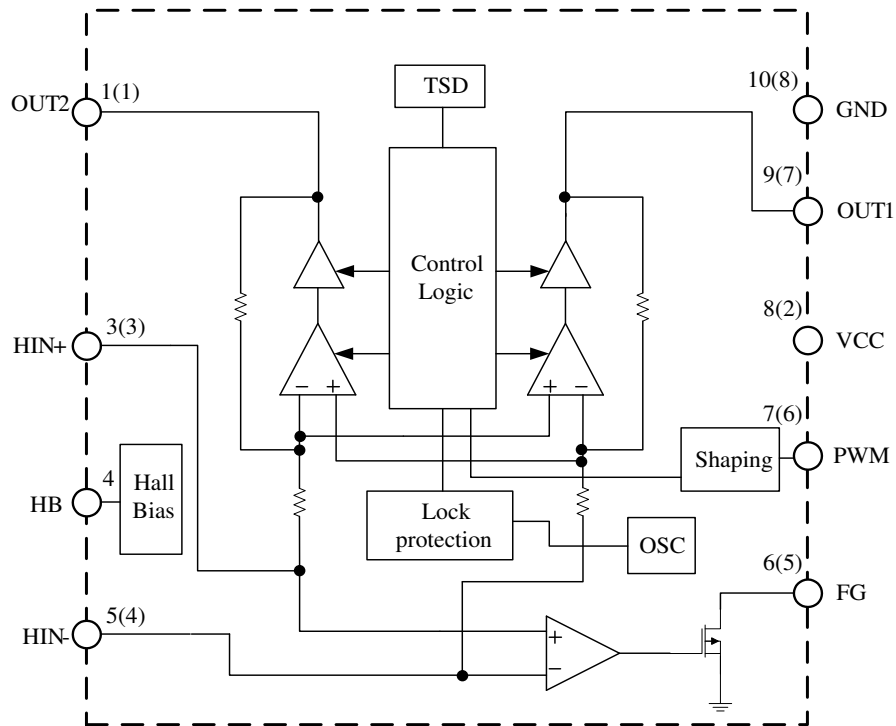 TSD
1(1)
OUT2
10(8)
GND
9(7)
OUT1
Control
Logic
8(2)
VCC
3(3)
HIN+
− +
+ −
7(6)
PWM
Shaping
4
HB
Hall
Bias
Lock
protection
OSC
6(5)
FG
5(4)
HIN-
+
−